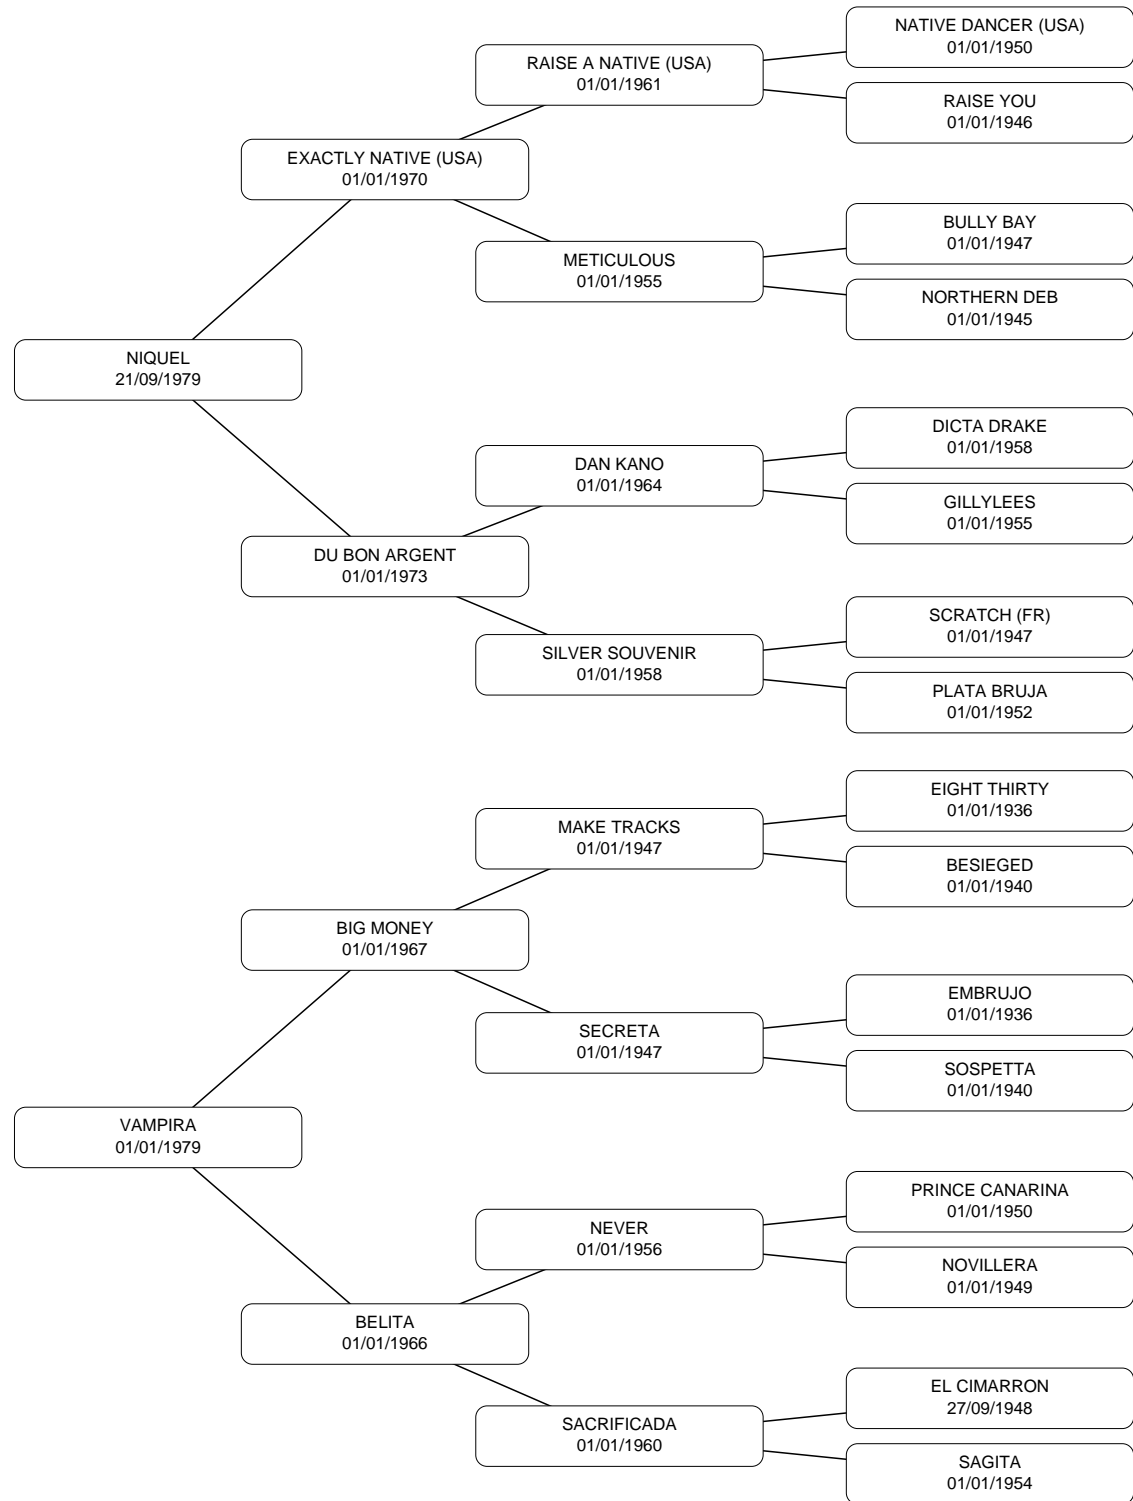 NATIVE DANCER (USA)
01/01/1950
RAISE A NATIVE (USA)
01/01/1961
RAISE YOU
01/01/1946
EXACTLY NATIVE (USA)
01/01/1970
BULLY BAY
01/01/1947
METICULOUS
01/01/1955
NORTHERN DEB
01/01/1945
NIQUEL
21/09/1979
DICTA DRAKE
01/01/1958
DAN KANO
01/01/1964
GILLYLEES
01/01/1955
DU BON ARGENT
01/01/1973
SCRATCH (FR)
01/01/1947
SILVER SOUVENIR
01/01/1958
PLATA BRUJA
01/01/1952
EIGHT THIRTY
01/01/1936
MAKE TRACKS
01/01/1947
BESIEGED
01/01/1940
BIG MONEY
01/01/1967
EMBRUJO
01/01/1936
SECRETA
01/01/1947
SOSPETTA
01/01/1940
VAMPIRA
01/01/1979
PRINCE CANARINA
01/01/1950
NEVER
01/01/1956
NOVILLERA
01/01/1949
BELITA
01/01/1966
EL CIMARRON
27/09/1948
SACRIFICADA
01/01/1960
SAGITA
01/01/1954